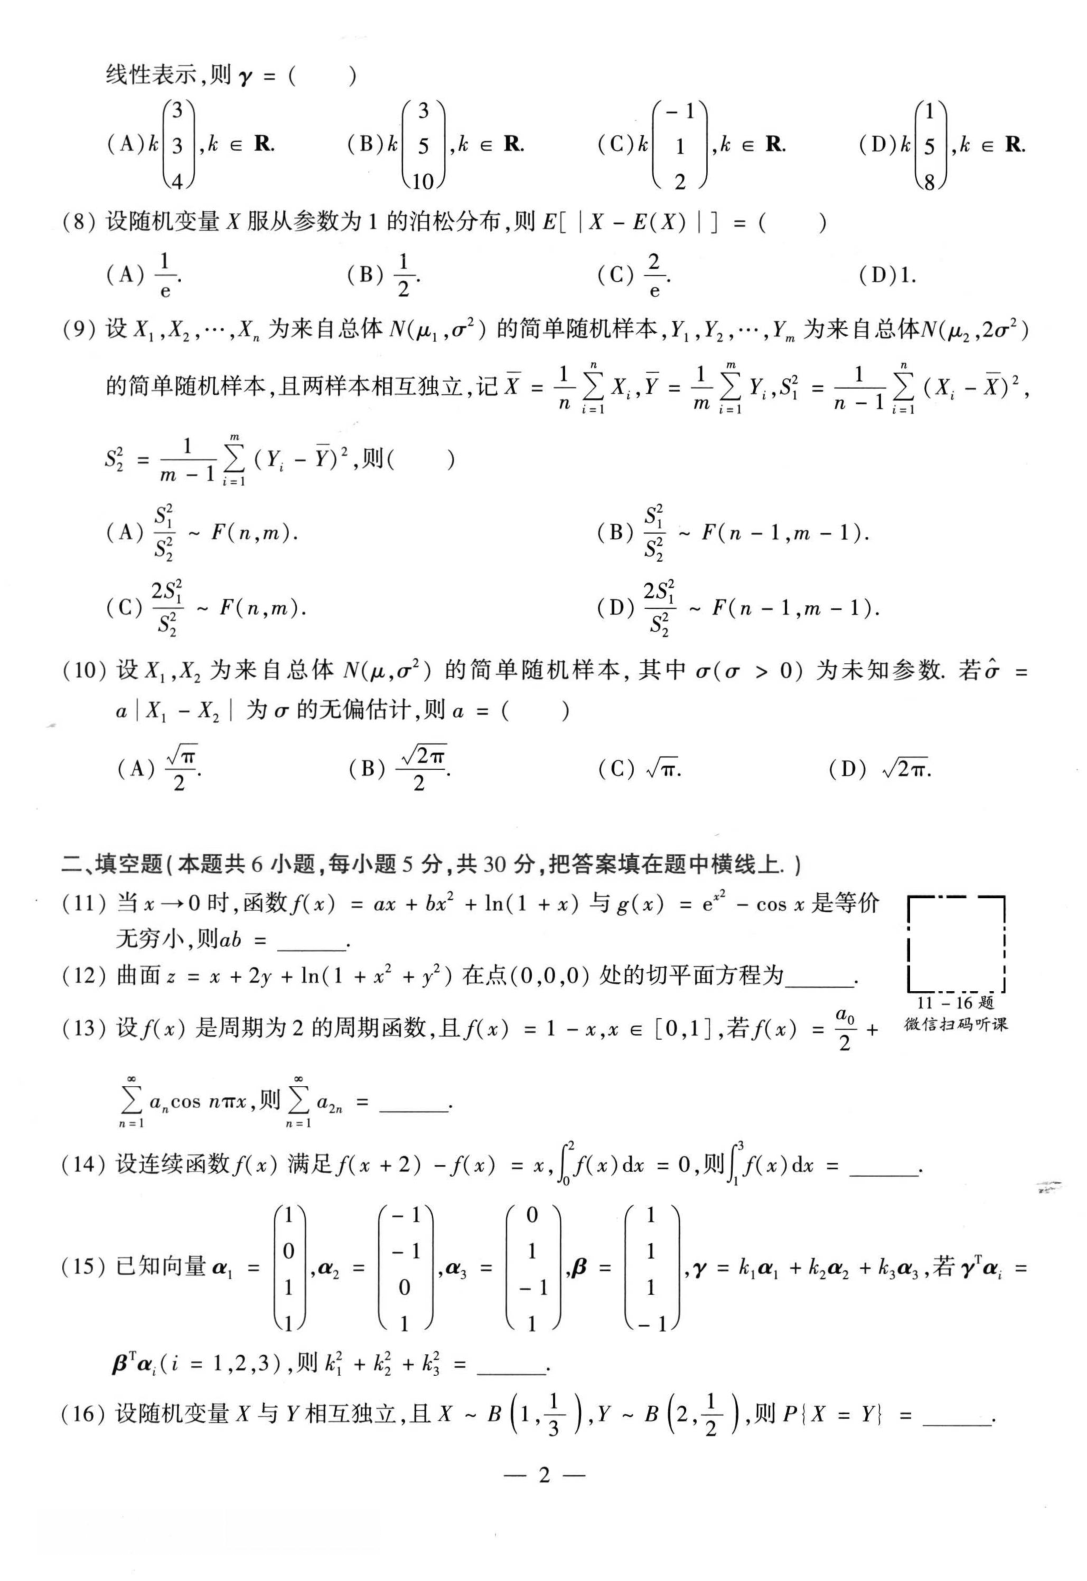 线性表示,则 γ = (　　)
(A) k(3 3 4), k ∈ R.　(B) k(3 5 10), k ∈ R.　(C) k(-1 1 2), k ∈ R.　(D) k(1 5 8), k ∈ R.
(8) 设随机变量 X 服从参数为 1 的泊松分布,则 E[|X - E(X)|] = (　　)
(A) 1/e.　(B) 1/2.　(C) 2/e.　(D) 1.
(9) 设 X₁,X₂,⋯,Xₙ 为来自总体 N(μ₁,σ²) 的简单随机样本,Y₁,Y₂,⋯,Yₘ 为来自总体N(μ₂,2σ²)
的简单随机样本,且两样本相互独立,记 X̄ = 1/n ∑_{i=1}^{n} X_i, Ȳ = 1/m ∑_{i=1}^{m} Y_i, S₁² = 1/(n-1) ∑_{i=1}^{n} (X_i - X̄)²,
S₂² = 1/(m-1) ∑_{i=1}^{m} (Y_i - Ȳ)²,则(　　)
(A) S₁²/S₂² ~ F(n,m).　(B) S₁²/S₂² ~ F(n-1,m-1).
(C) 2S₁²/S₂² ~ F(n,m).　(D) 2S₁²/S₂² ~ F(n-1,m-1).
(10) 设 X₁,X₂ 为来自总体 N(μ,σ²) 的简单随机样本,其中 σ(σ > 0) 为未知参数. 若 σ̂ =
a|X₁ - X₂| 为 σ 的无偏估计,则 a = (　　)
(A) √π/2.　(B) √2π/2.　(C) √π.　(D) √2π.
二、填空题(本题共 6 小题,每小题 5 分,共 30 分,把答案填在题中横线上.)
(11) 当 x→0 时,函数 f(x) = ax + bx² + ln(1 + x) 与 g(x) = e^{x²} - cos x 是等价
无穷小,则ab = ______.
(12) 曲面 z = x + 2y + ln(1 + x² + y²) 在点(0,0,0) 处的切平面方程为______.
11 - 16 题
微信扫码听课
(13) 设 f(x) 是周期为 2 的周期函数,且 f(x) = 1 - x,x ∈ [0,1],若 f(x) = a₀/2 +
∑_{n=1}^{∞} aₙcos nπx,则 ∑_{n=1}^{∞} a₂ₙ = ______.
(14) 设连续函数 f(x) 满足 f(x + 2) - f(x) = x, ∫₀² f(x)dx = 0,则 ∫₁³ f(x)dx = ______.
(15) 已知向量 α₁ = (1 0 1 1), α₂ = (-1 -1 0 1), α₃ = (0 1 -1 1), β = (1 1 1 -1), γ = k₁α₁ + k₂α₂ + k₃α₃,若 γᵀα_i =
βᵀα_i(i = 1,2,3),则 k₁² + k₂² + k₃² = ______.
(16) 设随机变量 X 与 Y 相互独立,且 X ~ B(1,1/3),Y ~ B(2,1/2),则 P{X = Y} = ______.
— 2 —